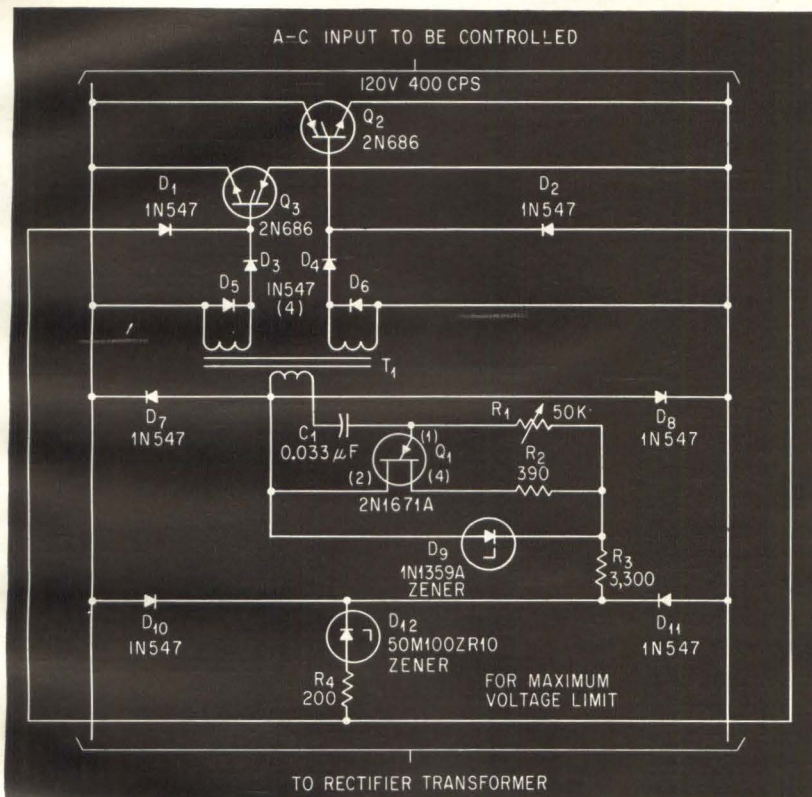 A-C INPUT TO BE CONTROLLED
120V 400 CPS
Q2
2N686
D1
1N547
Q3
2N686
D2
1N547
D3
D4
1N547
(4)
D5
D6
T1
D7
1N547
C1
0.033 μF
(1)
Q1
(2)
(4)
2N1671A
R1
50K
R2
390
D8
1N547
D9
1N1359A
ZENER
R3
3,300
D10
1N547
D12
50M100ZR10
ZENER
D11
1N547
R4
200
FOR MAXIMUM
VOLTAGE LIMIT
TO RECTIFIER TRANSFORMER